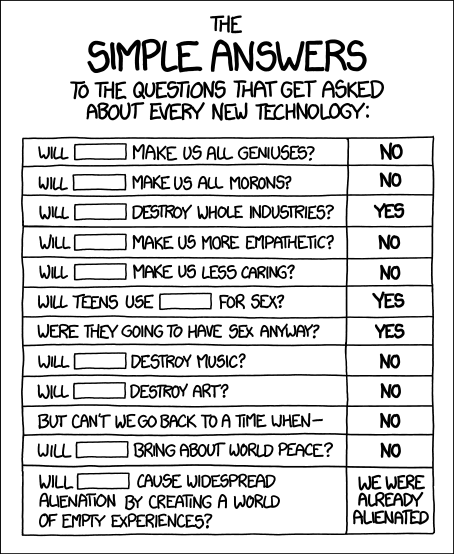 THE
SIMPLE ANSWERS
TO THE QUESTIONS THAT GET ASKED
ABOUT EVERY NEW TECHNOLOGY:
WILL MAKE US ALL GENIUSES? NO
WILL MAKE US ALL MORONS? NO
WILL DESTROY WHOLE INDUSTRIES? YES
WILL MAKE US MORE EMPATHETIC? NO
WILL MAKE US LESS CARING? NO
WILL TEENS USE FOR SEX? YES
WERE THEY GOING TO HAVE SEX ANYWAY? YES
WILL DESTROY MUSIC? NO
WILL DESTROY ART? NO
BUT CAN'T WE GO BACK TO A TIME WHEN— NO
WILL BRING ABOUT WORLD PEACE? NO
WILL CAUSE WIDESPREAD
ALIENATION BY CREATING A WORLD
OF EMPTY EXPERIENCES?
WE WERE
ALREADY
ALIENATED